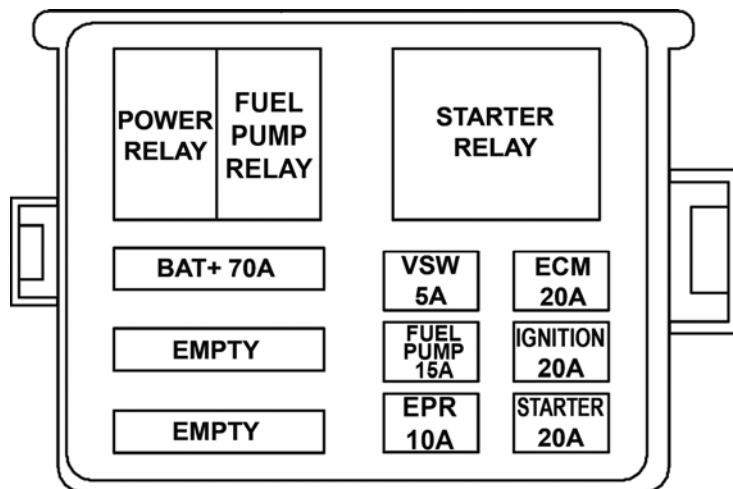 POWER
RELAY
FUEL
PUMP
RELAY
STARTER
RELAY
BAT+ 70A
VSW
5A
ECM
20A
EMPTY
FUEL
PUMP
15A
IGNITION
20A
EMPTY
EPR
10A
STARTER
20A